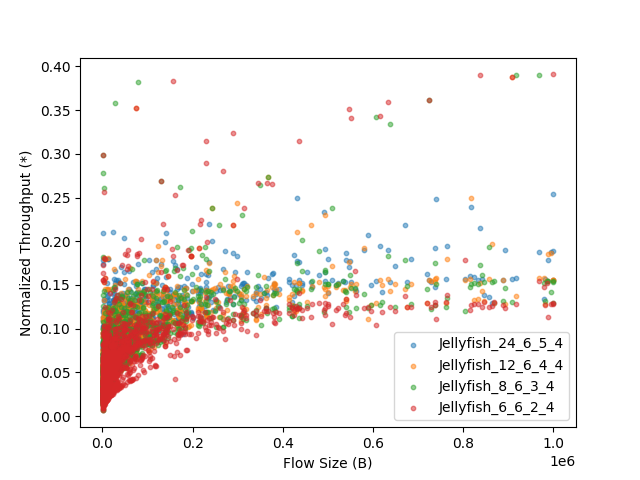 Normalized Throughput (*)
0.40
0.35
0.30
0.25
0.20
0.15
0.10
0.05
0.00
Jellyfish_24_6_5_4
Jellyfish_12_6_4_4
Jellyfish_8_6_3_4
Jellyfish_6_6_2_4
0.0 0.2 0.4 0.6 0.8 1.0
1e6
Flow Size (B)